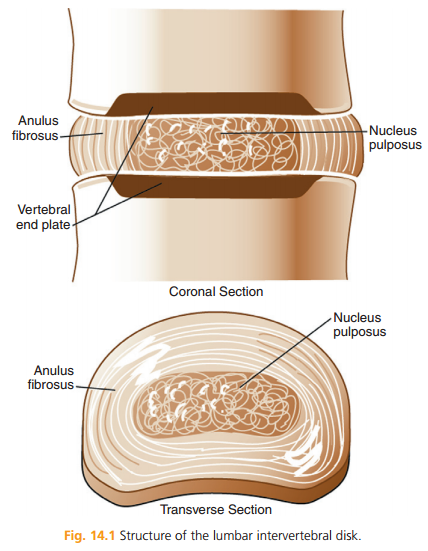 Anulus
fibrosus
Nucleus
pulposus
Vertebral
end plate
Coronal Section
Nucleus
pulposus
Anulus
fibrosus
Transverse Section
Fig. 14.1 Structure of the lumbar intervertebral disk.